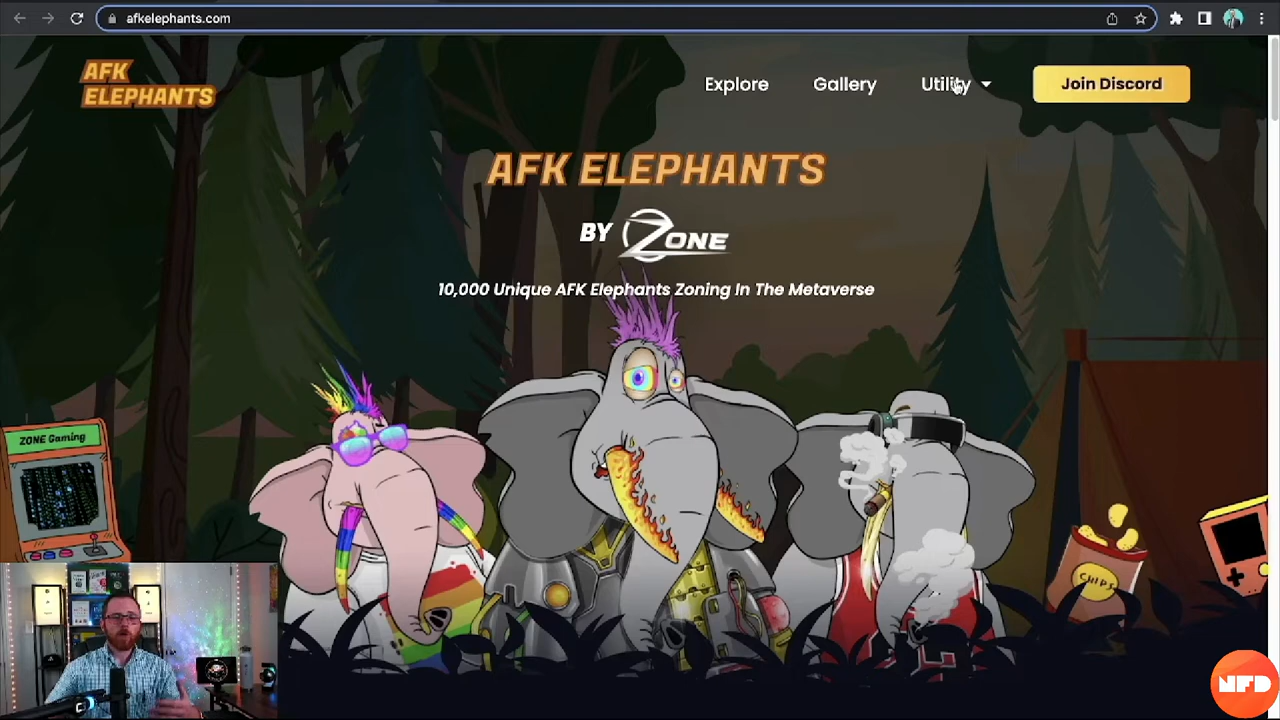 afkelephants.com
AFK
ELEPHANTS
Explore
Gallery
Utility
Join Discord
AFK ELEPHANTS
BY ZONE
10,000 Unique AFK Elephants Zoning In The Metaverse
ZONE Gaming
CHIPS
NFD